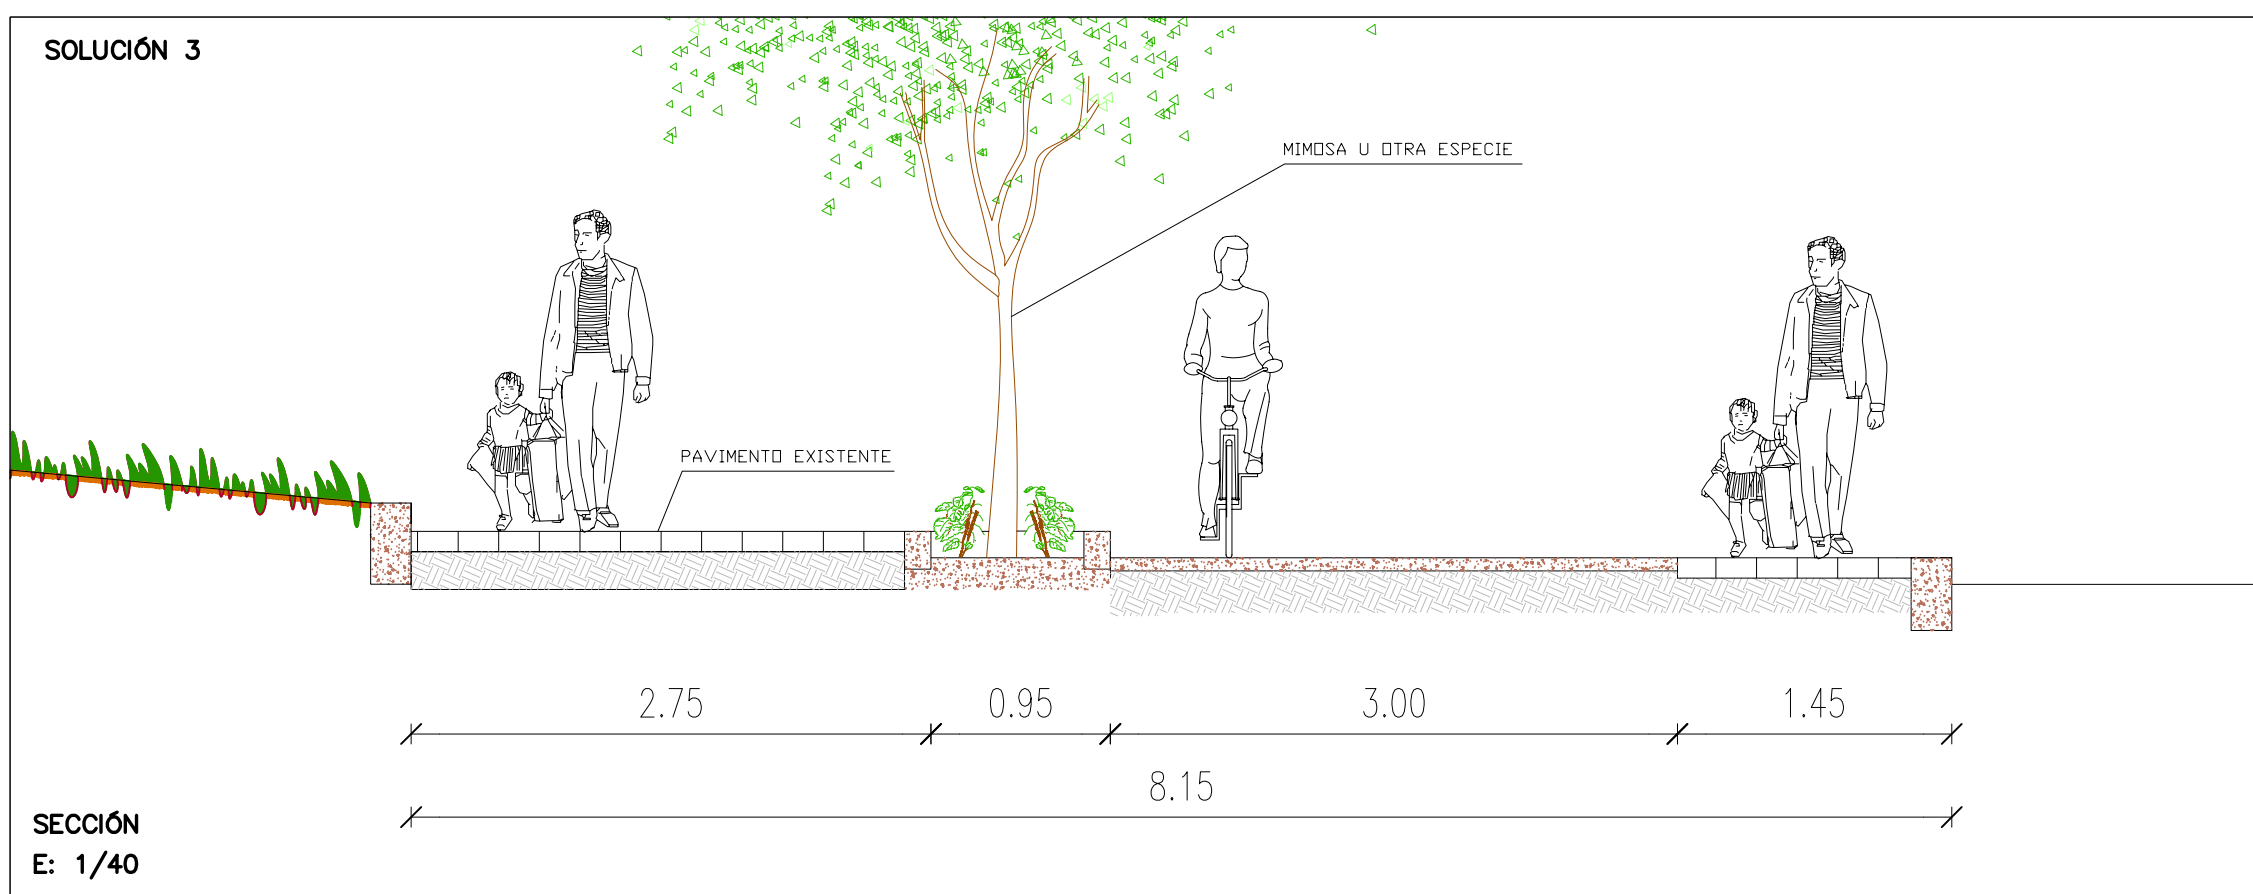 SOLUCIÓN 3
MIMOSA U OTRA ESPECIE
PAVIMENTO EXISTENTE
2.75
0.95
3.00
1.45
8.15
SECCIÓN
E: 1/40